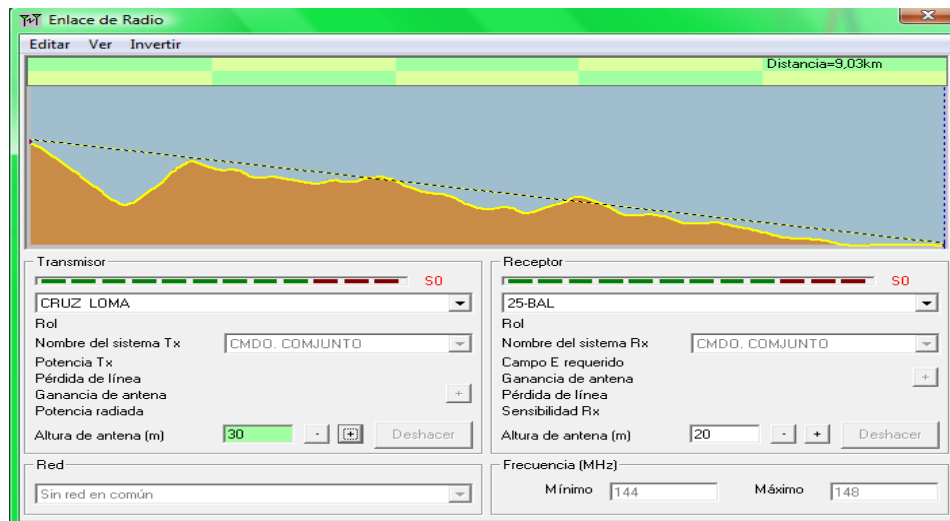 Enlace de Radio
Editar Ver Invertir
Distancia=9,03km
Transmisor
S0
CRUZ LOMA
Rol
Nombre del sistema Tx CMDO. COMJUNTO
Potencia Tx
Pérdida de línea
Ganancia de antena +
Potencia radiada
Altura de antena (m) 30 - + Deshacer
Red
Sin red en común
Receptor
S0
25-BAL
Rol
Nombre del sistema Rx CMDO. COMJUNTO
Campo E requerido
Ganancia de antena +
Pérdida de línea
Sensibilidad Rx
Altura de antena (m) 20 - + Deshacer
Frecuencia (MHz)
Mínimo 144 Máximo 148